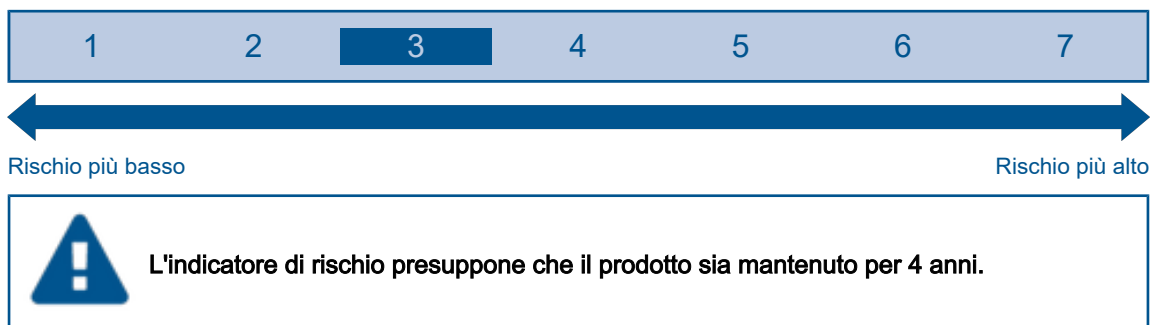 1 2 3 4 5 6 7
Rischio più basso Rischio più alto
L'indicatore di rischio presuppone che il prodotto sia mantenuto per 4 anni.